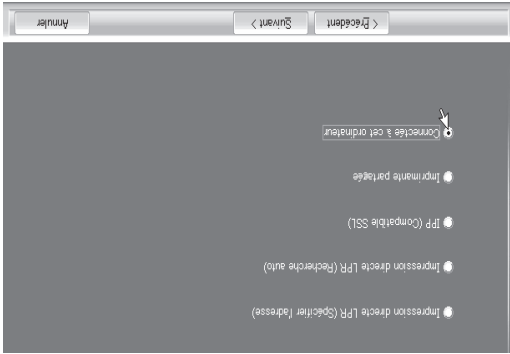 Impression directe LPR (Spécifier l'adresse)
Impression directe LPR (Recherche auto)
IPP (Compatible SSL)
Imprimante partagée
Connectée à cet ordinateur
< Précédent
Suivant >
Annuler